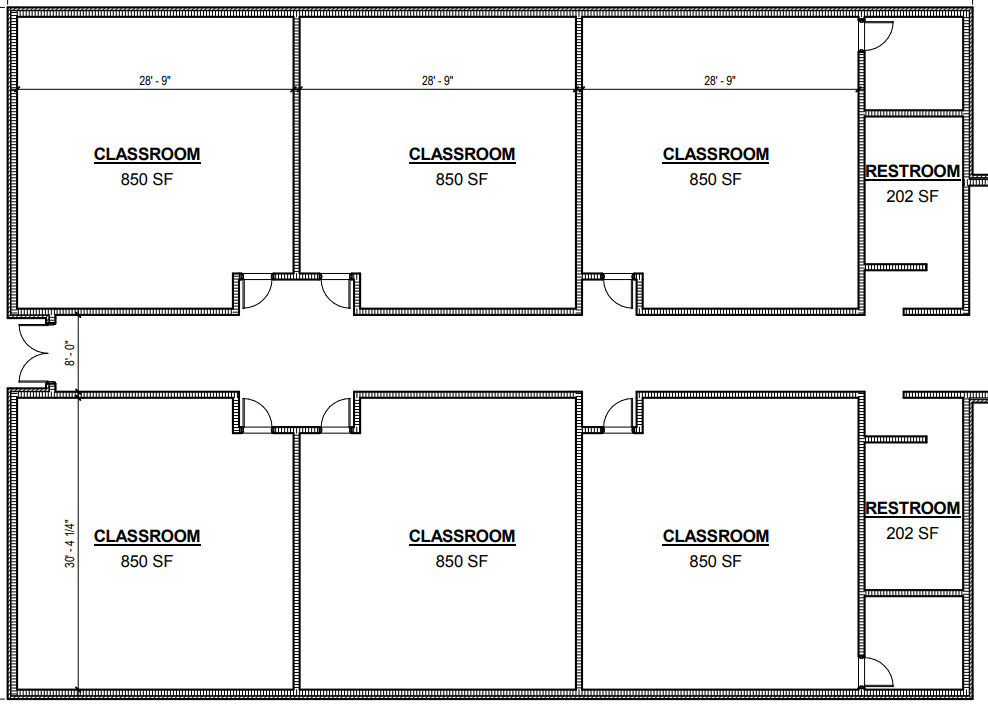 28' - 9"
28' - 9"
28' - 9"
CLASSROOM
850 SF
CLASSROOM
850 SF
CLASSROOM
850 SF
RESTROOM
202 SF
8' - 0"
30' - 4 1/4"
CLASSROOM
850 SF
CLASSROOM
850 SF
CLASSROOM
850 SF
RESTROOM
202 SF